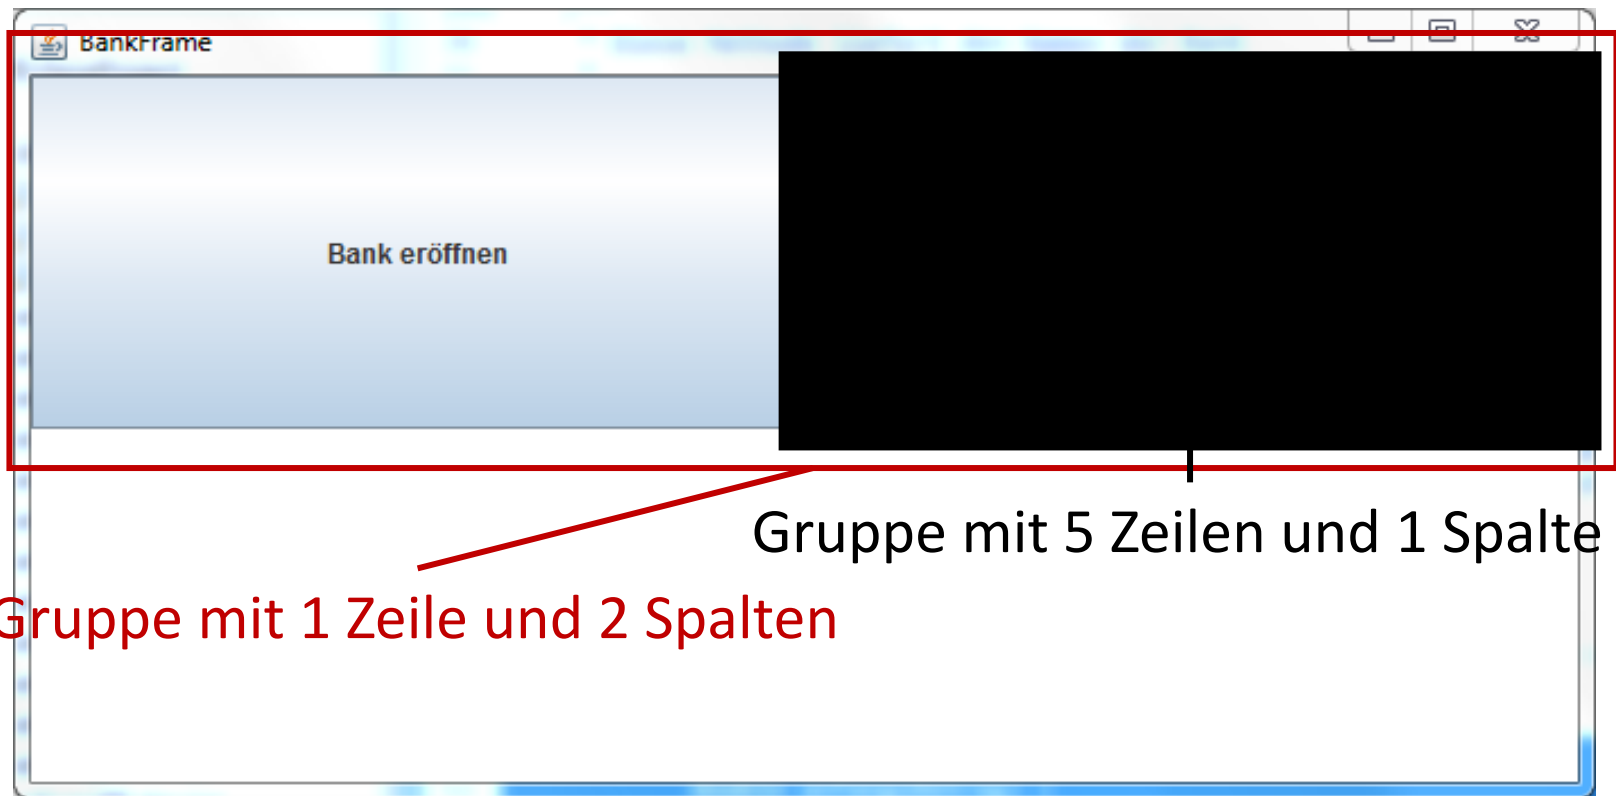 BankFrame
Bank eröffnen
Gruppe mit 5 Zeilen und 1 Spalte
Gruppe mit 1 Zeile und 2 Spalten